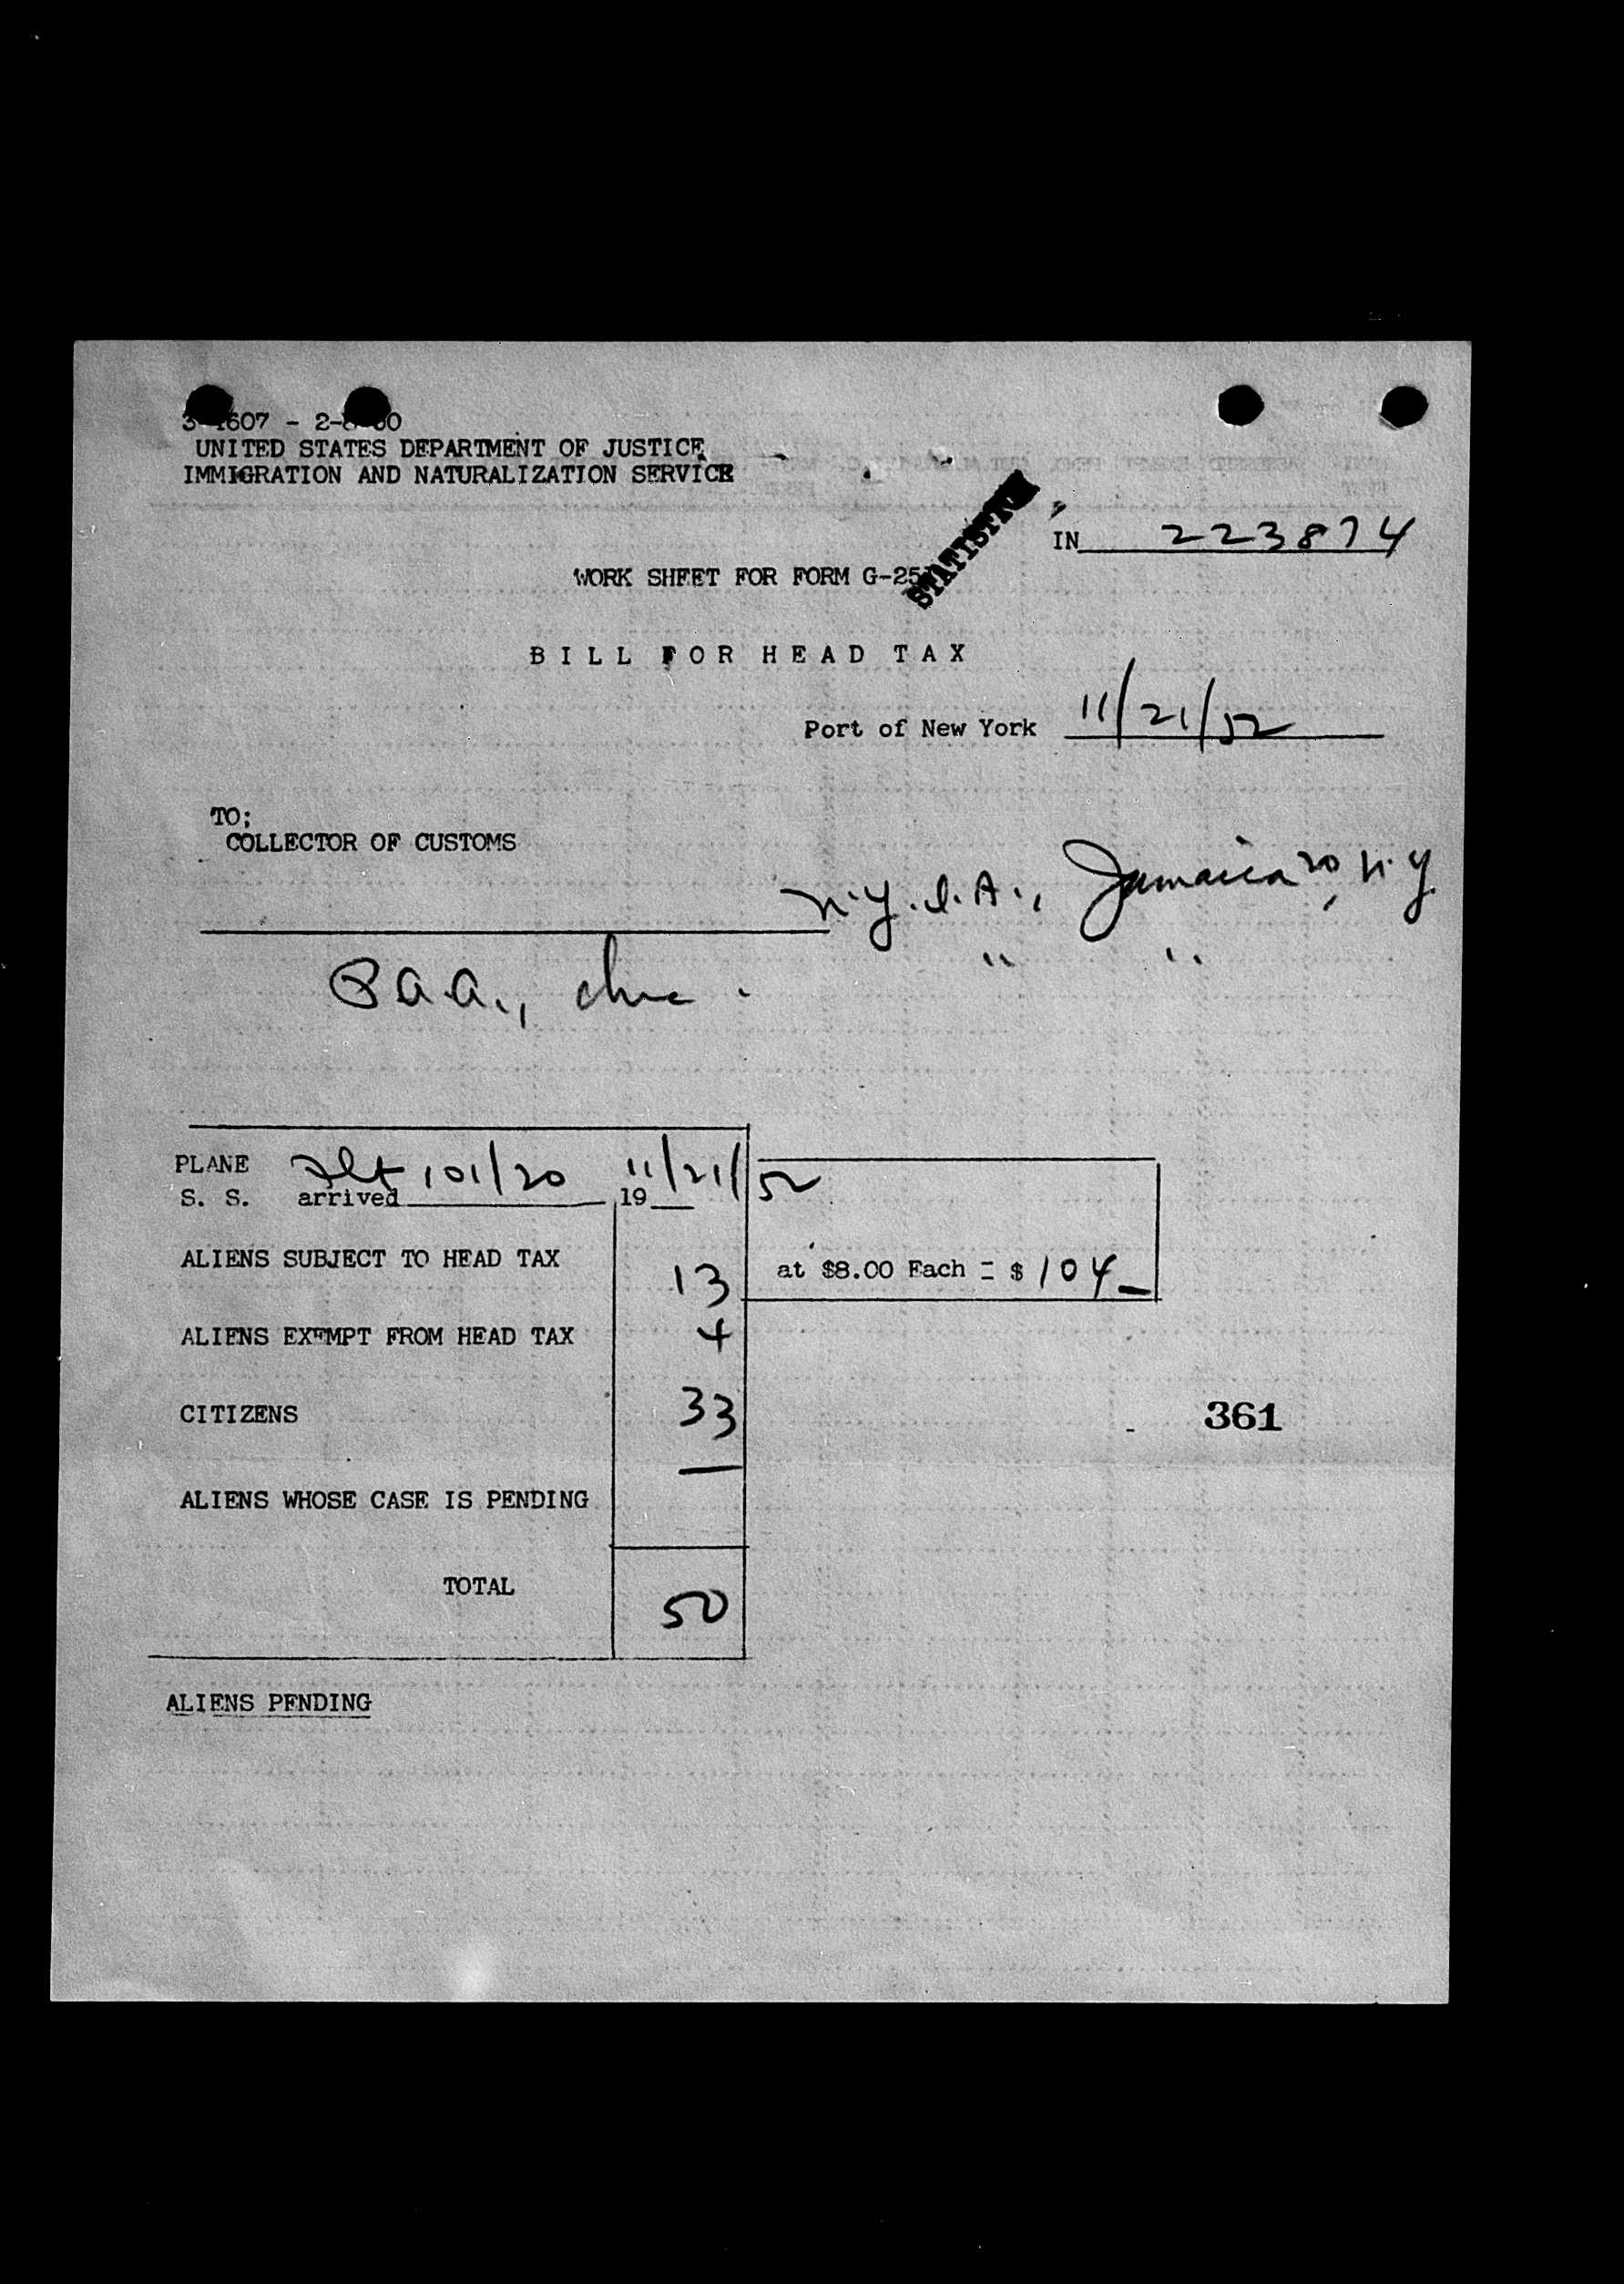 UNITED STATES DEPARTMENT OF JUSTICE
IMMIGRATION AND NATURALIZATION SERVICE
IN 223874
WORK SHEET FOR FORM G-25
BILL FOR HEAD TAX
Port of New York 11/21/52
TO;
COLLECTOR OF CUSTOMS
N.Y.I.A., Jamaica 20, N.Y.
P.A.A., Inc. " "
PLANE Flt 101/20 11/21/52
S. S. arrived 19
ALIENS SUBJECT TO HEAD TAX 13 at $8.00 Each = $ 104 —
ALIENS EXEMPT FROM HEAD TAX 4
CITIZENS 33
361
ALIENS WHOSE CASE IS PENDING —
TOTAL 50
ALIENS PENDING